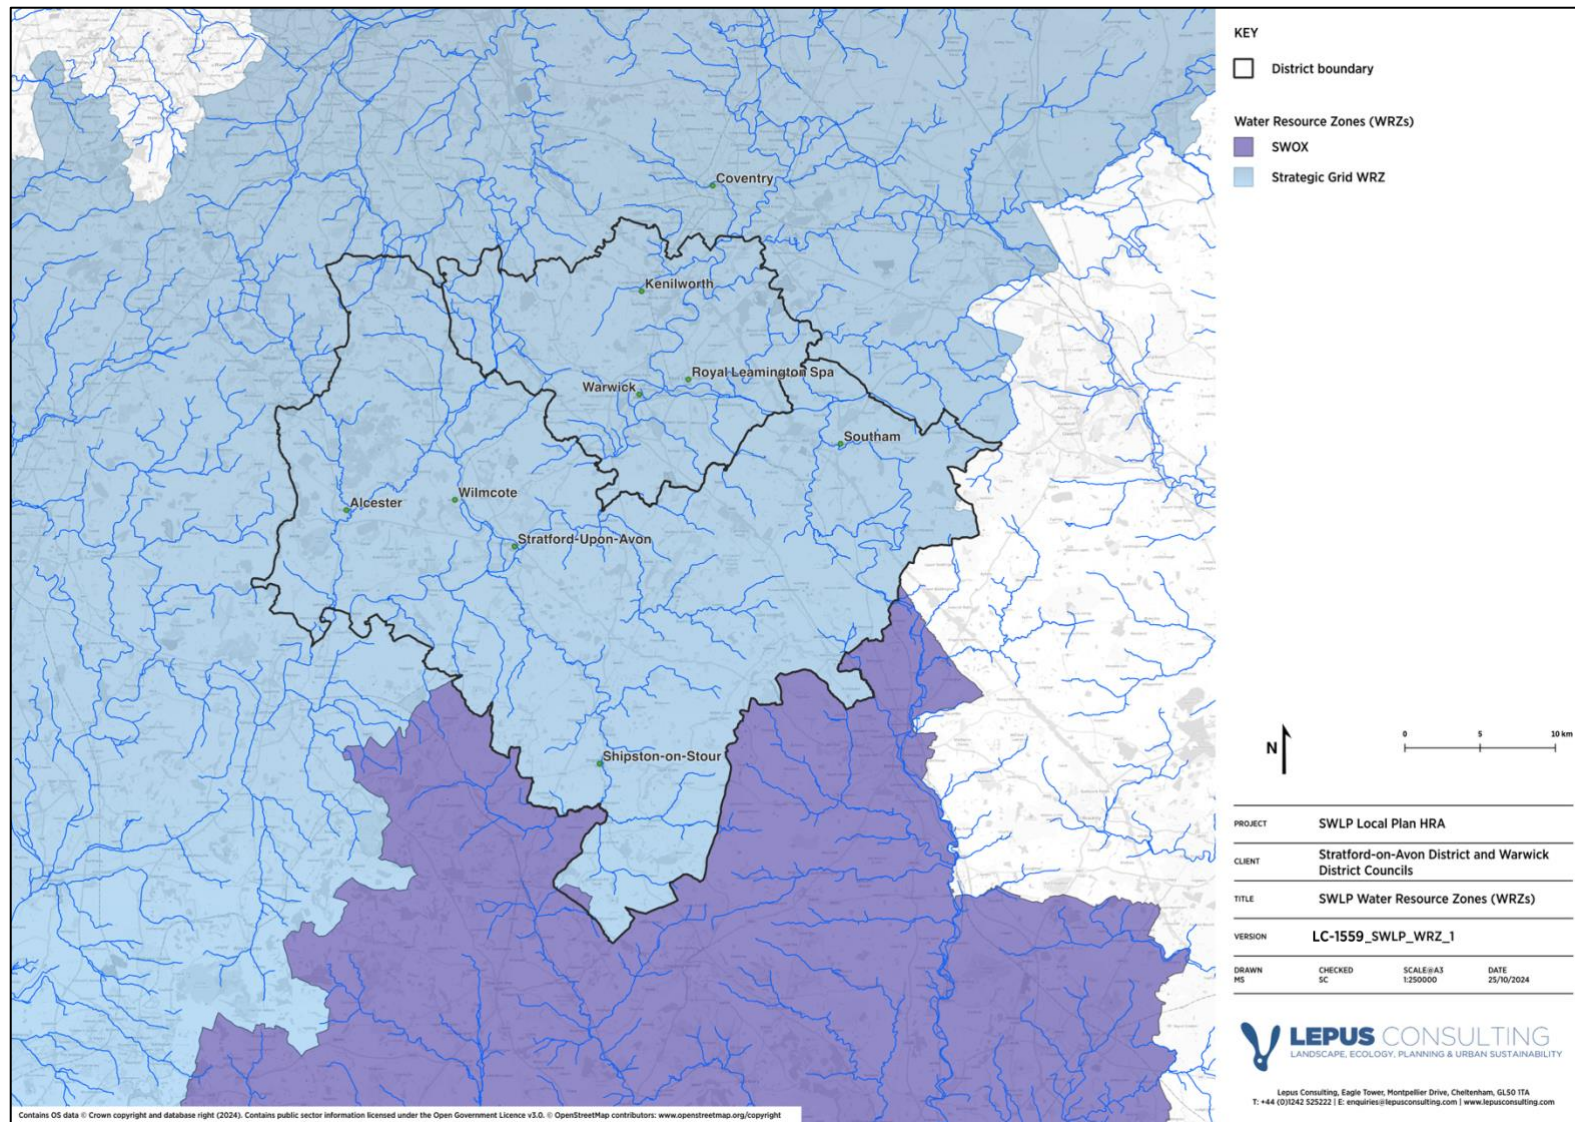 Coventry
Kenilworth
Royal Leamington Spa
Warwick
Southam
Wilmcote
Alcester
Stratford-Upon-Avon
Shipston-on-Stour
Contains OS data © Crown copyright and database right (2024). Contains public sector information licensed under the Open Government Licence v3.0. © OpenStreetMap contributors: www.openstreetmap.org/copyright
KEY
District boundary
Water Resource Zones (WRZs)
SWOX
Strategic Grid WRZ
N
0 5 10 km
PROJECT SWLP Local Plan HRA
CLIENT Stratford-on-Avon District and Warwick
District Councils
TITLE SWLP Water Resource Zones (WRZs)
VERSION LC-1559_SWLP_WRZ_1
DRAWN CHECKED SCALE@A3 DATE
MS SC 1:250000 25/10/2024
LEPUS CONSULTING
LANDSCAPE, ECOLOGY, PLANNING & URBAN SUSTAINABILITY
Lepus Consulting, Eagle Tower, Montpellier Drive, Cheltenham, GL50 1TA
T: +44 (0)1242 525222 | E: enquiries@lepusconsulting.com | www.lepusconsulting.com